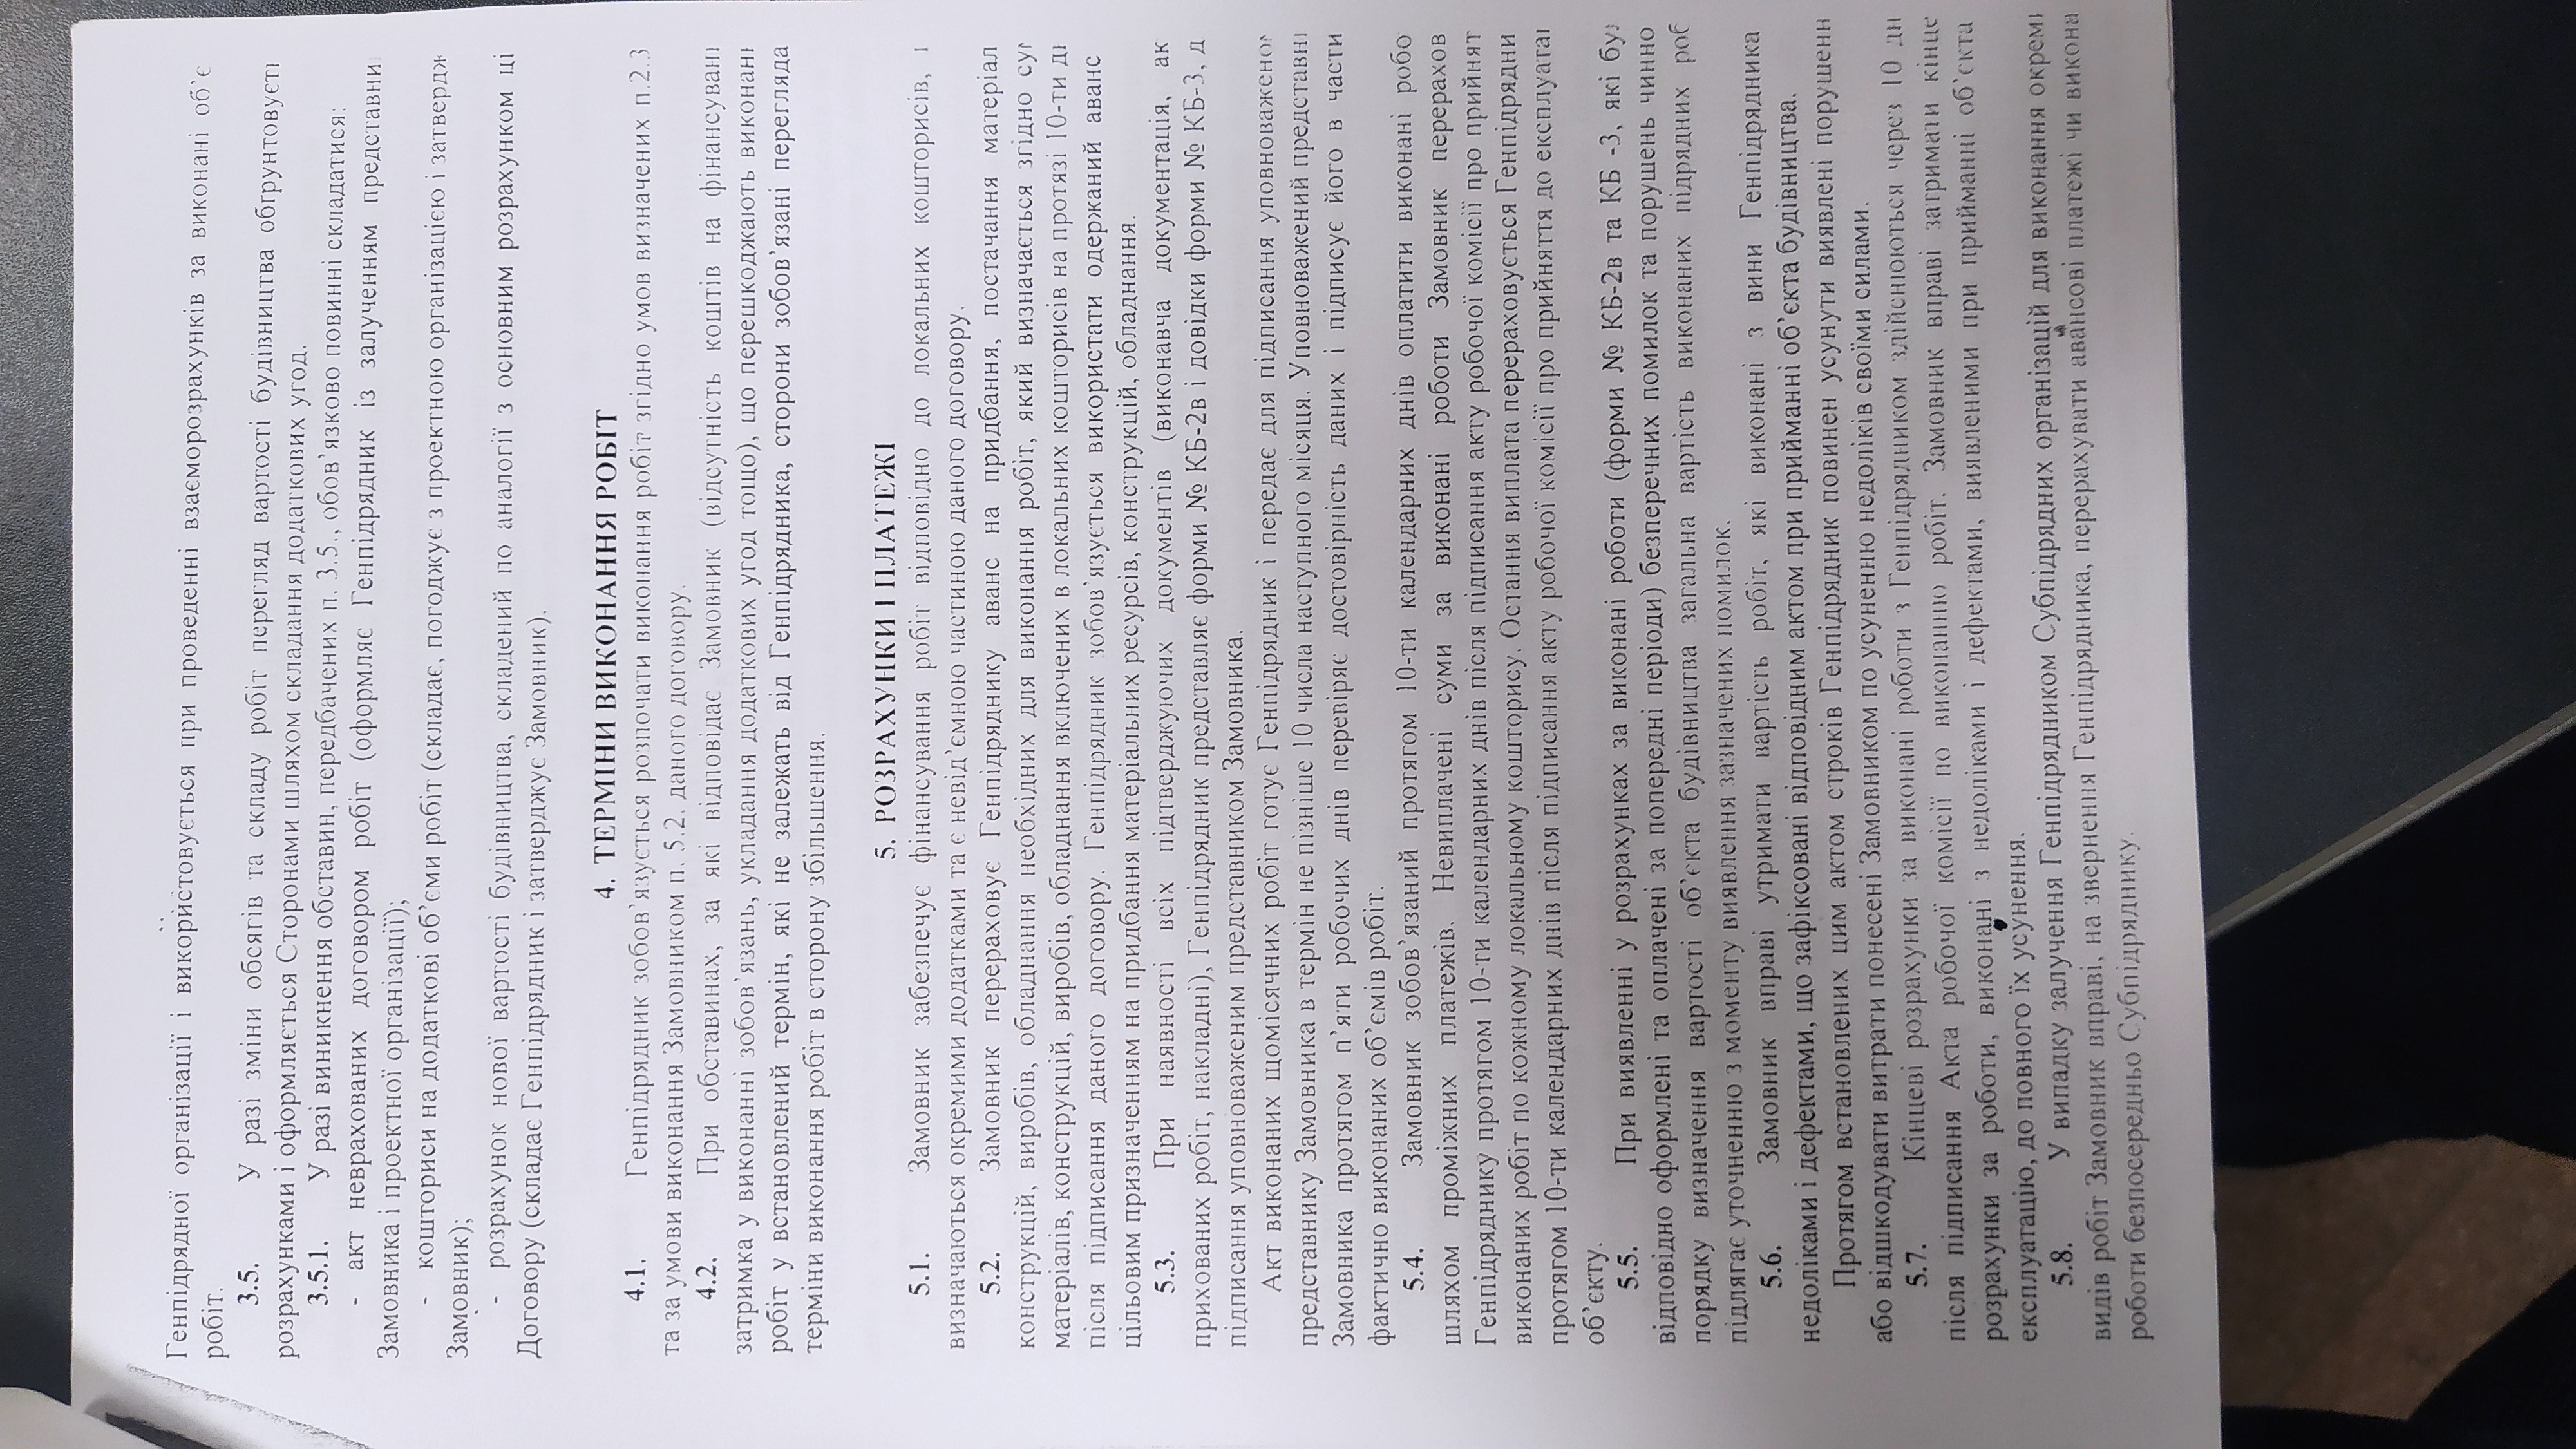 Генпідрядної організації і використовується при проведенні взаєморозрахунків за виконані об’є
робіт.
3.5. У разі зміни обсягів та складу робіт перегляд вартості будівництва обґрунтовуєт
розрахунками і оформляється Сторонами шляхом складання додаткових угод.
3.5.1. У разі виникнення обставин, передбачених п. 3.5., обов’язково повинні складатися:
- акт неврахованих договором робіт (оформляє Генпідрядник із залученням представни
Замовника і проектної організації);
- кошториси на додаткові об’єми робіт (складає, погоджує з проектною організацією і затвердж
Замовник);
- розрахунок нової вартості будівництва, складений по аналогії з основним розрахунком ці
Договору (складає Генпідрядник і затверджує Замовник).
4. ТЕРМІНИ ВИКОНАННЯ РОБІТ
4.1. Генпідрядник зобов’язується розпочати виконання робіт згідно умов визначених п.2.3
та за умови виконання Замовником п. 5.2. даного договору.
4.2. При обставинах, за які відповідає Замовник (відсутність коштів на фінансуван
затримка у виконанні зобов’язань, укладання додаткових угод тощо), що перешкоджають виконан
робіт у встановлений термін, які не залежать від Генпідрядника, сторони зобов’язані перегляда
терміни виконання робіт в сторону збільшення.
5. РОЗРАХУНКИ І ПЛАТЕЖІ
5.1. Замовник забезпечує фінансування робіт відповідно до локальних кошторисів,
визначаються окремими додатками та є невід’ємною частиною даного договору.
5.2. Замовник перераховує Генпідряднику аванс на придбання, постачання матеріал
конструкцій, виробів, обладнання необхідних для виконання робіт, який визначається згідно сум
матеріалів, конструкцій, виробів, обладнання включених в локальних кошторисів на протязі 10-ти д
після підписання даного договору. Генпідрядник зобов’язується використати одержаний аванс
цільовим призначенням на придбання матеріальних ресурсів, конструкцій, обладнання.
5.3. При наявності всіх підтверджуючих документів (виконавча документація, ак
прихованих робіт, накладні), Генпідрядник представляє форми № КБ-2в і довідки форми № КБ-3, д
підписання уповноваженим представником Замовника.
Акт виконаних щомісячних робіт готує Генпідрядник і передає для підписання уповноваженом
представнику Замовника в термін не пізніше 10 числа наступного місяця. Уповноважений представн
Замовника протягом п’яти робочих днів перевіряє достовірність даних і підписує його в части
фактично виконаних об’ємів робіт.
5.4. Замовник зобов’язаний протягом 10-ти календарних днів оплатити виконані робо
шляхом проміжних платежів. Невиплачені суми за виконані роботи Замовник перерахов
Генпідряднику протягом 10-ти календарних днів після підписання акту робочої комісії про прийнят
виконаних робіт по кожному локальному кошторису. Остання виплата перераховується Генпідрядни
протягом 10-ти календарних днів після підписання акту робочої комісії про прийняття до експлуатац
об’єкту.
5.5. При виявленні у розрахунках за виконані роботи (форми № КБ-2в та КБ -3, які бул
відповідно оформлені та оплачені за попередні періоди) безперечних помилок та порушень чинно
порядку визначення вартості об’єкта будівництва загальна вартість виконаних підрядних роб
підлягає уточненню з моменту виявлення зазначених помилок.
5.6. Замовник вправі утримати вартість робіт, які виконані з вини Генпідрядника
недоліками і дефектами, що зафіксовані відповідним актом при прийманні об’єкта будівництва.
Протягом встановлених цим актом строків Генпідрядник повинен усунути виявлені порушенн
або відшкодувати витрати понесені Замовником по усуненню недоліків своїми силами.
5.7. Кінцеві розрахунки за виконані роботи з Генпідрядником здійснюються через 10 дн
після підписання Акта робочої комісії по виконанню робіт. Замовник вправі затримати кінце
розрахунки за роботи, виконані з недоліками і дефектами, виявленими при прийманні об’єкта
експлуатацію, до повного їх усунення.
5.8. У випадку залучення Генпідрядником Субпідрядних організацій для виконання окрем
видів робіт Замовник вправі, на звернення Генпідрядника, перерахувати авансові платежі чи викона
роботи безпосередньо Субпідряднику.